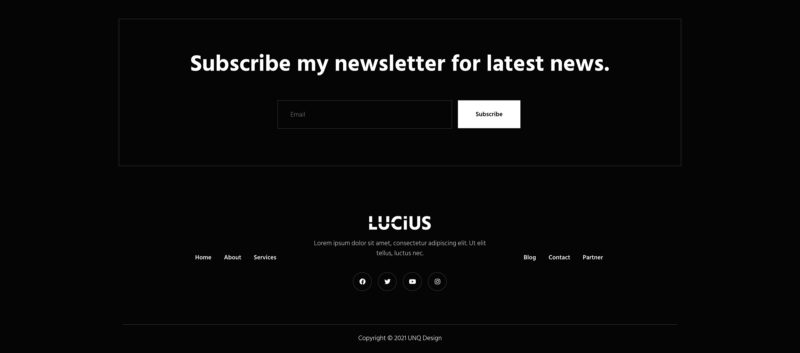 Subscribe my newsletter for latest news.
Email
Subscribe
LUCiUS
Lorem ipsum dolor sit amet, consectetur adipiscing elit. Ut elit
tellus, luctus nec.
Home About Services
Blog Contact Partner
Copyright © 2021 UNQ Design